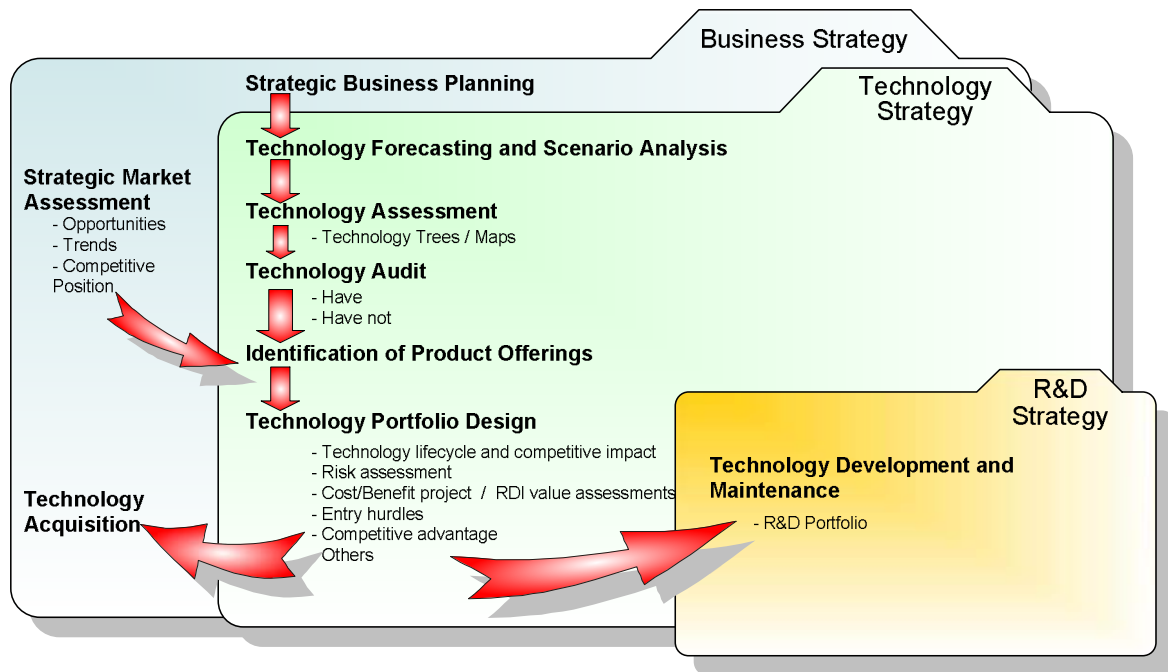 Business Strategy
Technology
Strategy
Strategic Business Planning
Technology Forecasting and Scenario Analysis
Strategic Market
Assessment
- Opportunities
- Trends
- Competitive
Position
Technology Assessment
- Technology Trees / Maps
Technology Audit
- Have
- Have not
Identification of Product Offerings
Technology Portfolio Design
- Technology lifecycle and competitive impact
- Risk assessment
- Cost/Benefit project / RDI value assessments
- Entry hurdles
- Competitive advantage
Others
Technology
Acquisition
R&D
Strategy
Technology Development and
Maintenance
- R&D Portfolio